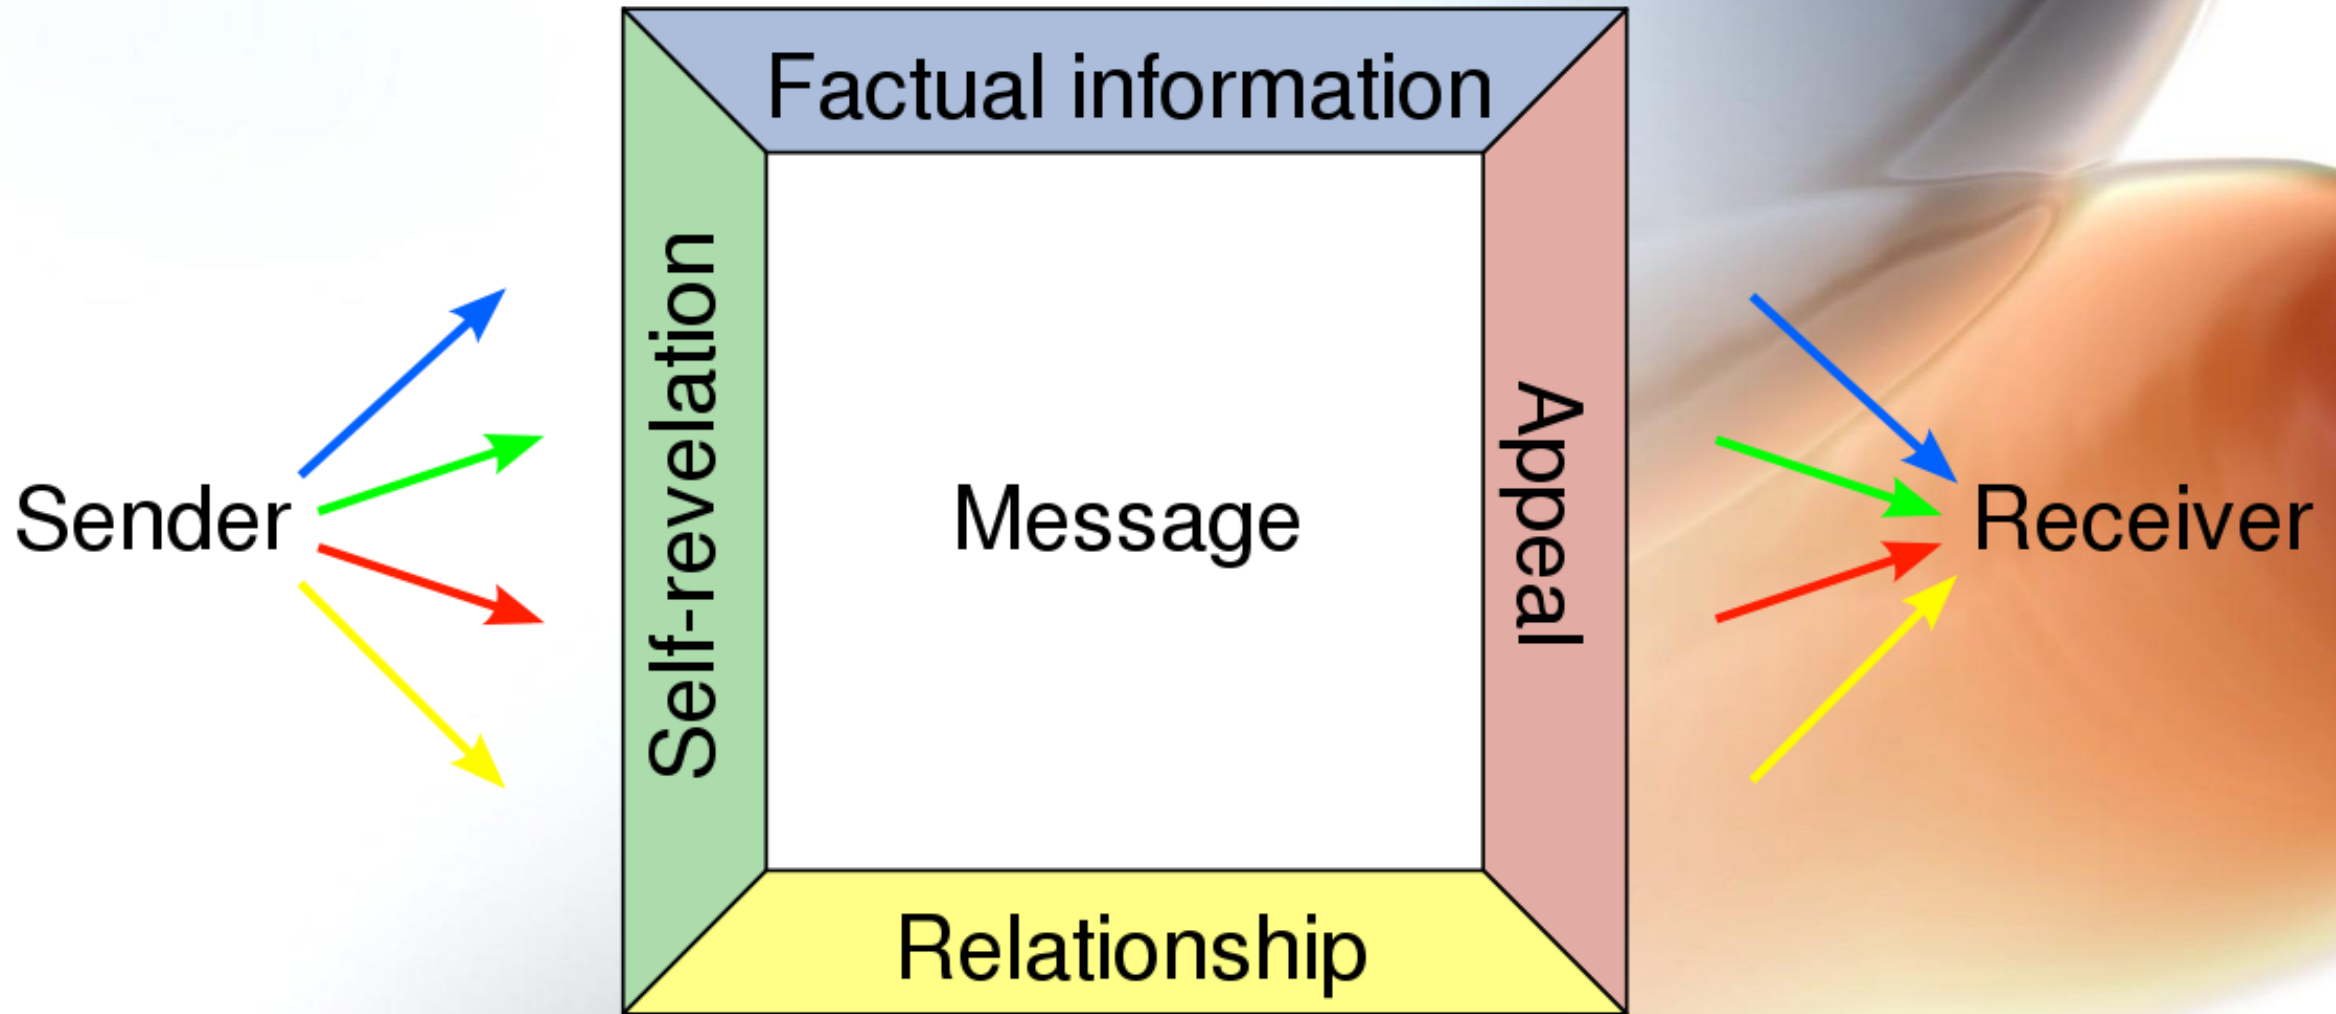 Factual information
Self-revelation
Sender
Message
Appeal
Receiver
Relationship